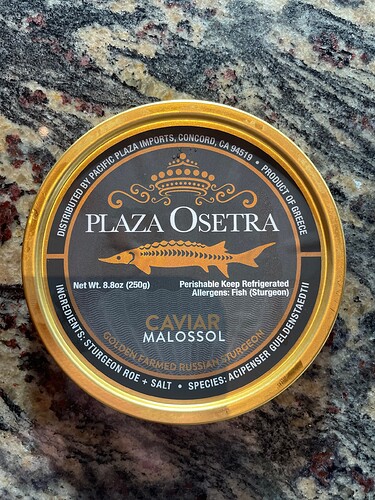 DISTRIBUTED BY PACIFIC PLAZA IMPORTS, CONCORD, CA 94519 • PRODUCT OF GREECE
PLAZA OSETRA
Net Wt. 8.8oz (250g)
Perishable Keep Refrigerated
Allergens: Fish (Sturgeon)
CAVIAR
MALOSSOL
GOLDEN FARMED RUSSIAN STURGEON
INGREDIENTS: STURGEON ROE + SALT • SPECIES: ACIPENSER GUELDENSTAEDTII